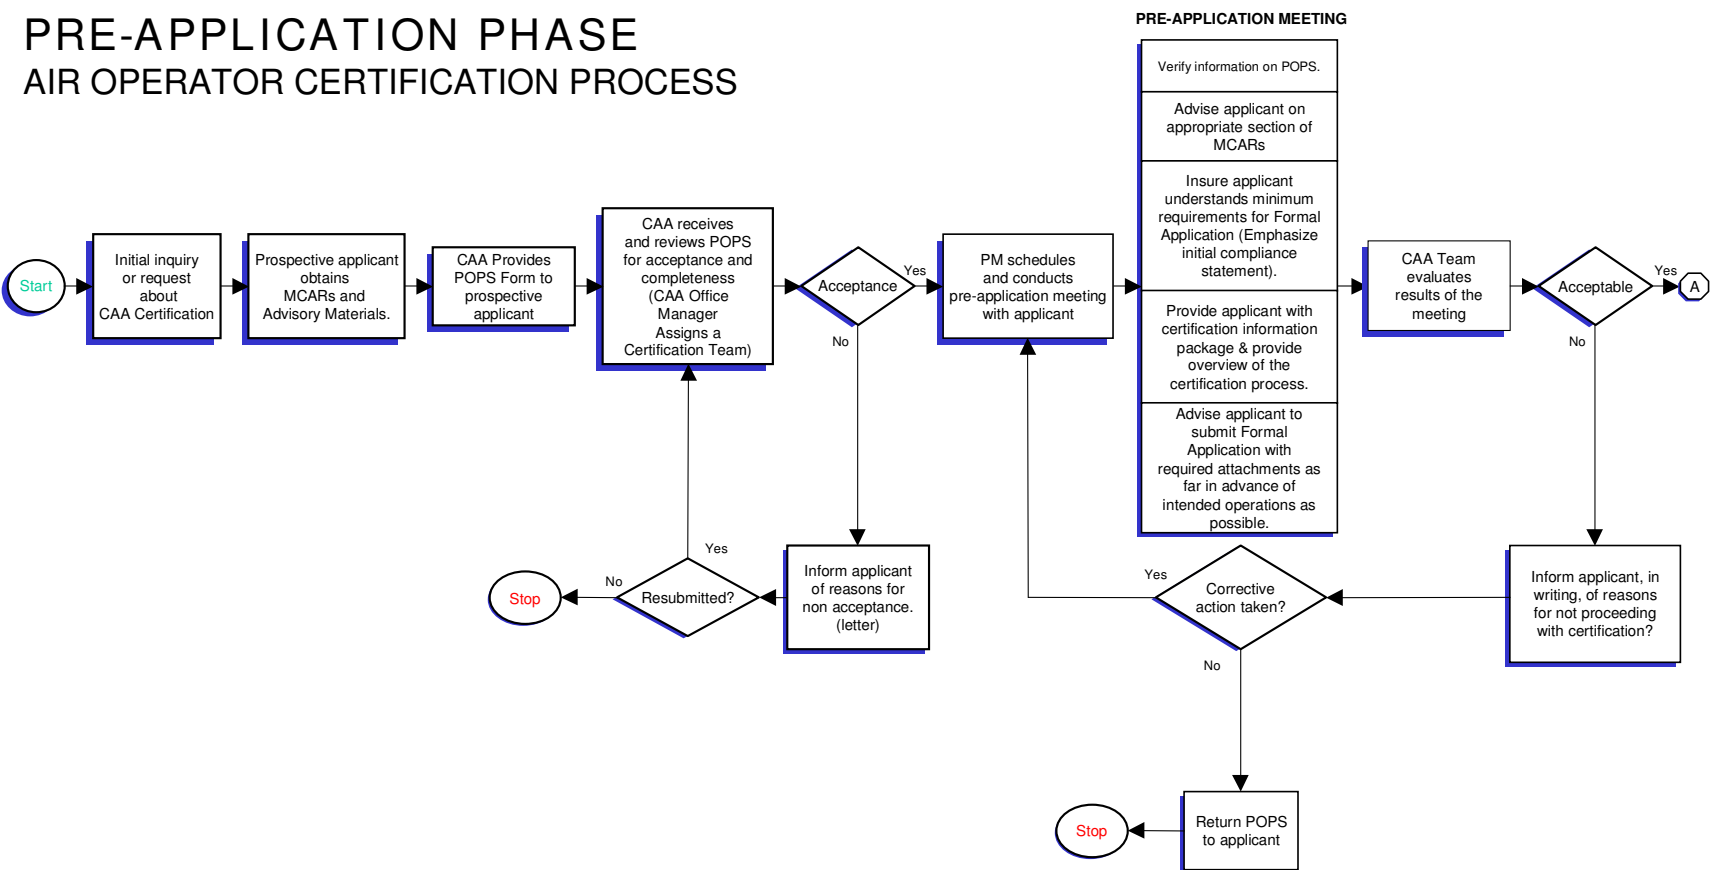 PRE-APPLICATION PHASE
AIR OPERATOR CERTIFICATION PROCESS
PRE-APPLICATION MEETING
Start
Initial inquiry
or request
about
CAA Certification
Prospective applicant
obtains
MCARs and
Advisory Materials.
CAA Provides
POPS Form to
prospective
applicant
CAA receives
and reviews POPS
for acceptance and
completeness
(CAA Office
Manager
Assigns a
Certification Team)
Acceptance
Yes
No
PM schedules
and conducts
pre-application meeting
with applicant
Verify information on POPS.
Advise applicant on
appropriate section of
MCARs
Insure applicant
understands minimum
requirements for Formal
Application (Emphasize
initial compliance
statement).
Provide applicant with
certification information
package & provide
overview of the
certification process.
Advise applicant to
submit Formal
Application with
required attachments as
far in advance of
intended operations as
possible.
CAA Team
evaluates
results of the
meeting
Acceptable
Yes
No
A
Stop
No
Resubmitted?
Yes
Inform applicant
of reasons for
non acceptance.
(letter)
Yes
Corrective
action taken?
No
Inform applicant, in
writing, of reasons
for not proceeding
with certification?
Stop
Return POPS
to applicant